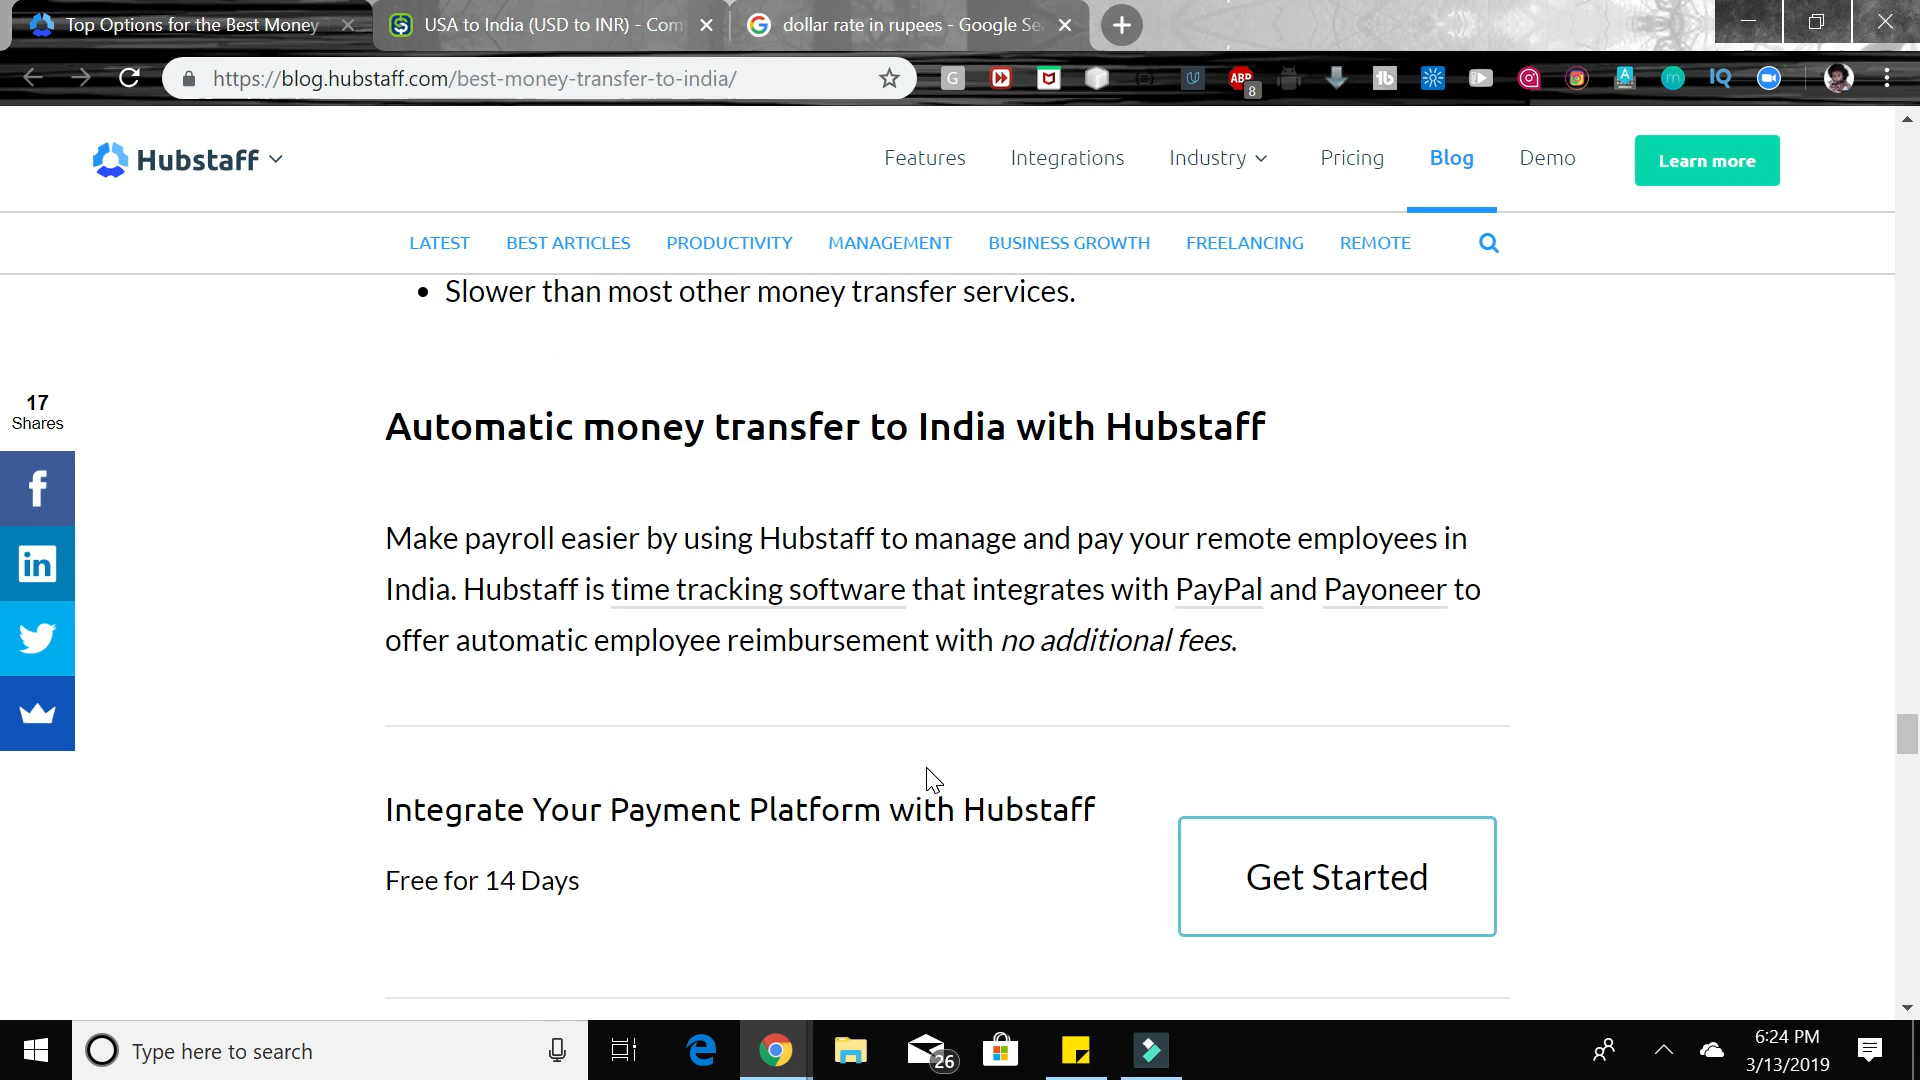 Top Options for the Best Money
USA to India (USD to INR) - Com
dollar rate in rupees - Google Se
https://blog.hubstaff.com/best-money-transfer-to-india/
G
ABP
8
IQ
Hubstaff
Features
Integrations
Industry
Pricing
Blog
Demo
Learn more
LATEST
BEST ARTICLES
PRODUCTIVITY
MANAGEMENT
BUSINESS GROWTH
FREELANCING
REMOTE
• Slower than most other money transfer services.
17
Shares
Automatic money transfer to India with Hubstaff
Make payroll easier by using Hubstaff to manage and pay your remote employees in
India. Hubstaff is time tracking software that integrates with PayPal and Payoneer to
offer automatic employee reimbursement with no additional fees.
Integrate Your Payment Platform with Hubstaff
Free for 14 Days
Get Started
Type here to search
26
6:24 PM
3/13/2019